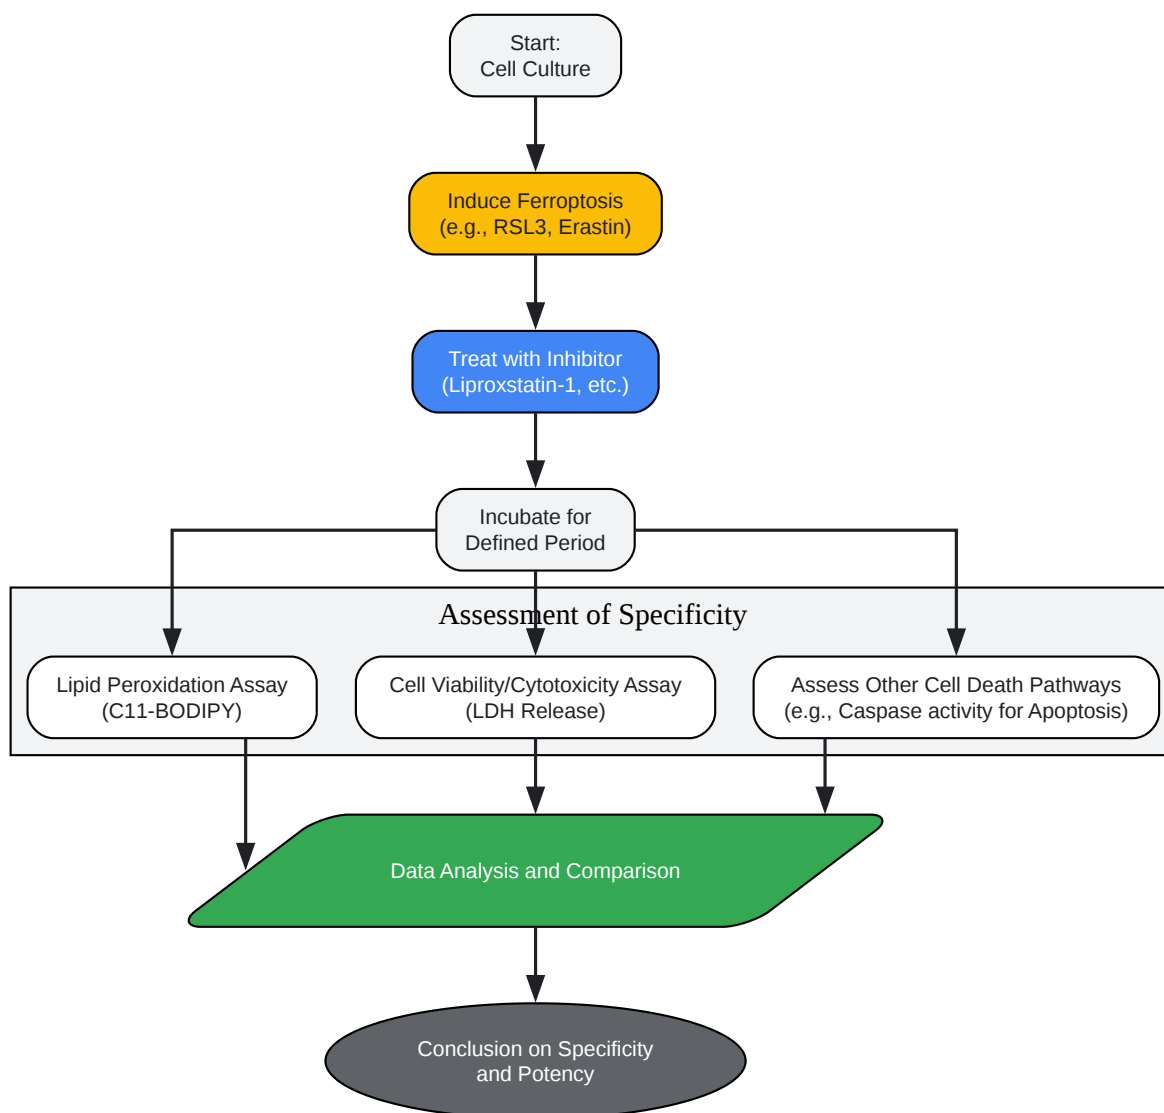 Start:
Cell Culture
Induce Ferroptosis
(e.g., RSL3, Erastin)
Treat with Inhibitor
(Liproxstatin-1, etc.)
Incubate for
Defined Period
Assessment of Specificity
Lipid Peroxidation Assay
(C11-BODIPY)
Cell Viability/Cytotoxicity Assay
(LDH Release)
Assess Other Cell Death Pathways
(e.g., Caspase activity for Apoptosis)
Data Analysis and Comparison
Conclusion on Specificity
and Potency